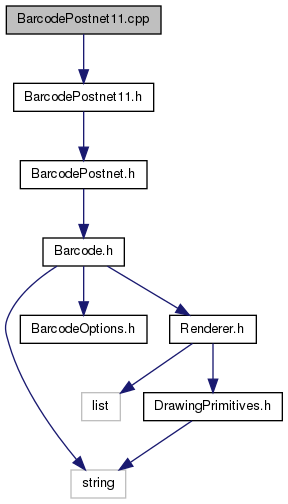 BarcodePostnet11.cpp
BarcodePostnet11.h
BarcodePostnet.h
Barcode.h
BarcodeOptions.h
Renderer.h
list
DrawingPrimitives.h
string